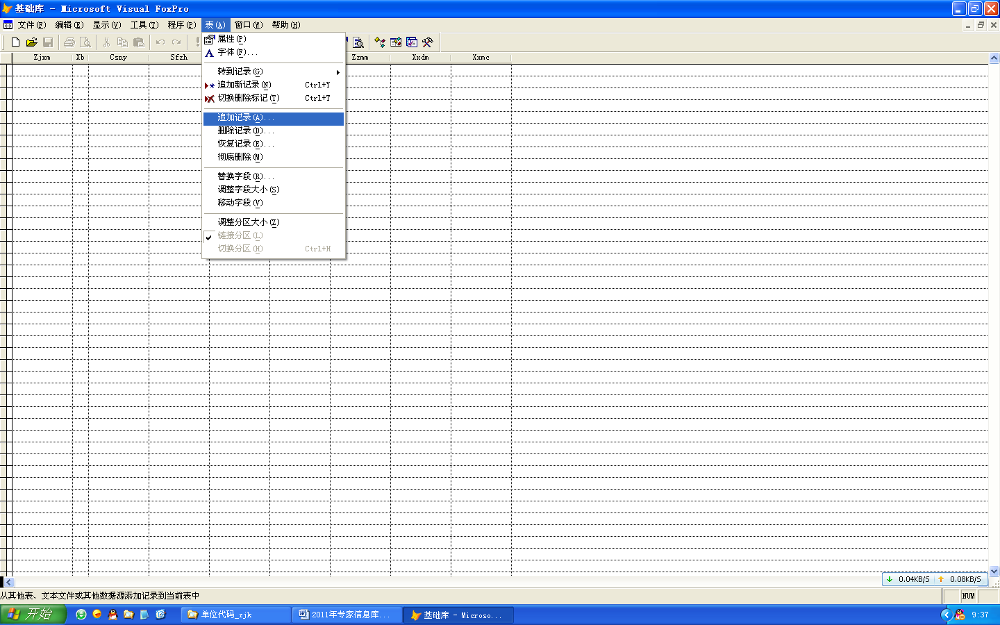 基础库 - Microsoft Visual FoxPro
文件(F) 编辑(E) 显示(V) 工具(T) 程序(P) 表(A) 窗口(W) 帮助(H)
Zjxm Xb Csny Sfzh Zzmm Xxdm Xxmc
属性(P)
字体(F)...
转到记录(G)
追加新记录(N) Ctrl+Y
切换删除标记(T) Ctrl+T
追加记录(A)...
删除记录(D)...
恢复记录(E)...
彻底删除(M)
替换字段(R)...
调整字段大小(S)
移动字段(V)
调整分区大小(Z)
链接分区(L)
切换分区(H) Ctrl+H
0.04KB/S 0.08KB/S
从其他表、文本文件或其他数据源添加记录到当前表中
NUM
开始 单位代码_zjk 2011年专家信息库... 基础库 - Microso... 9:37